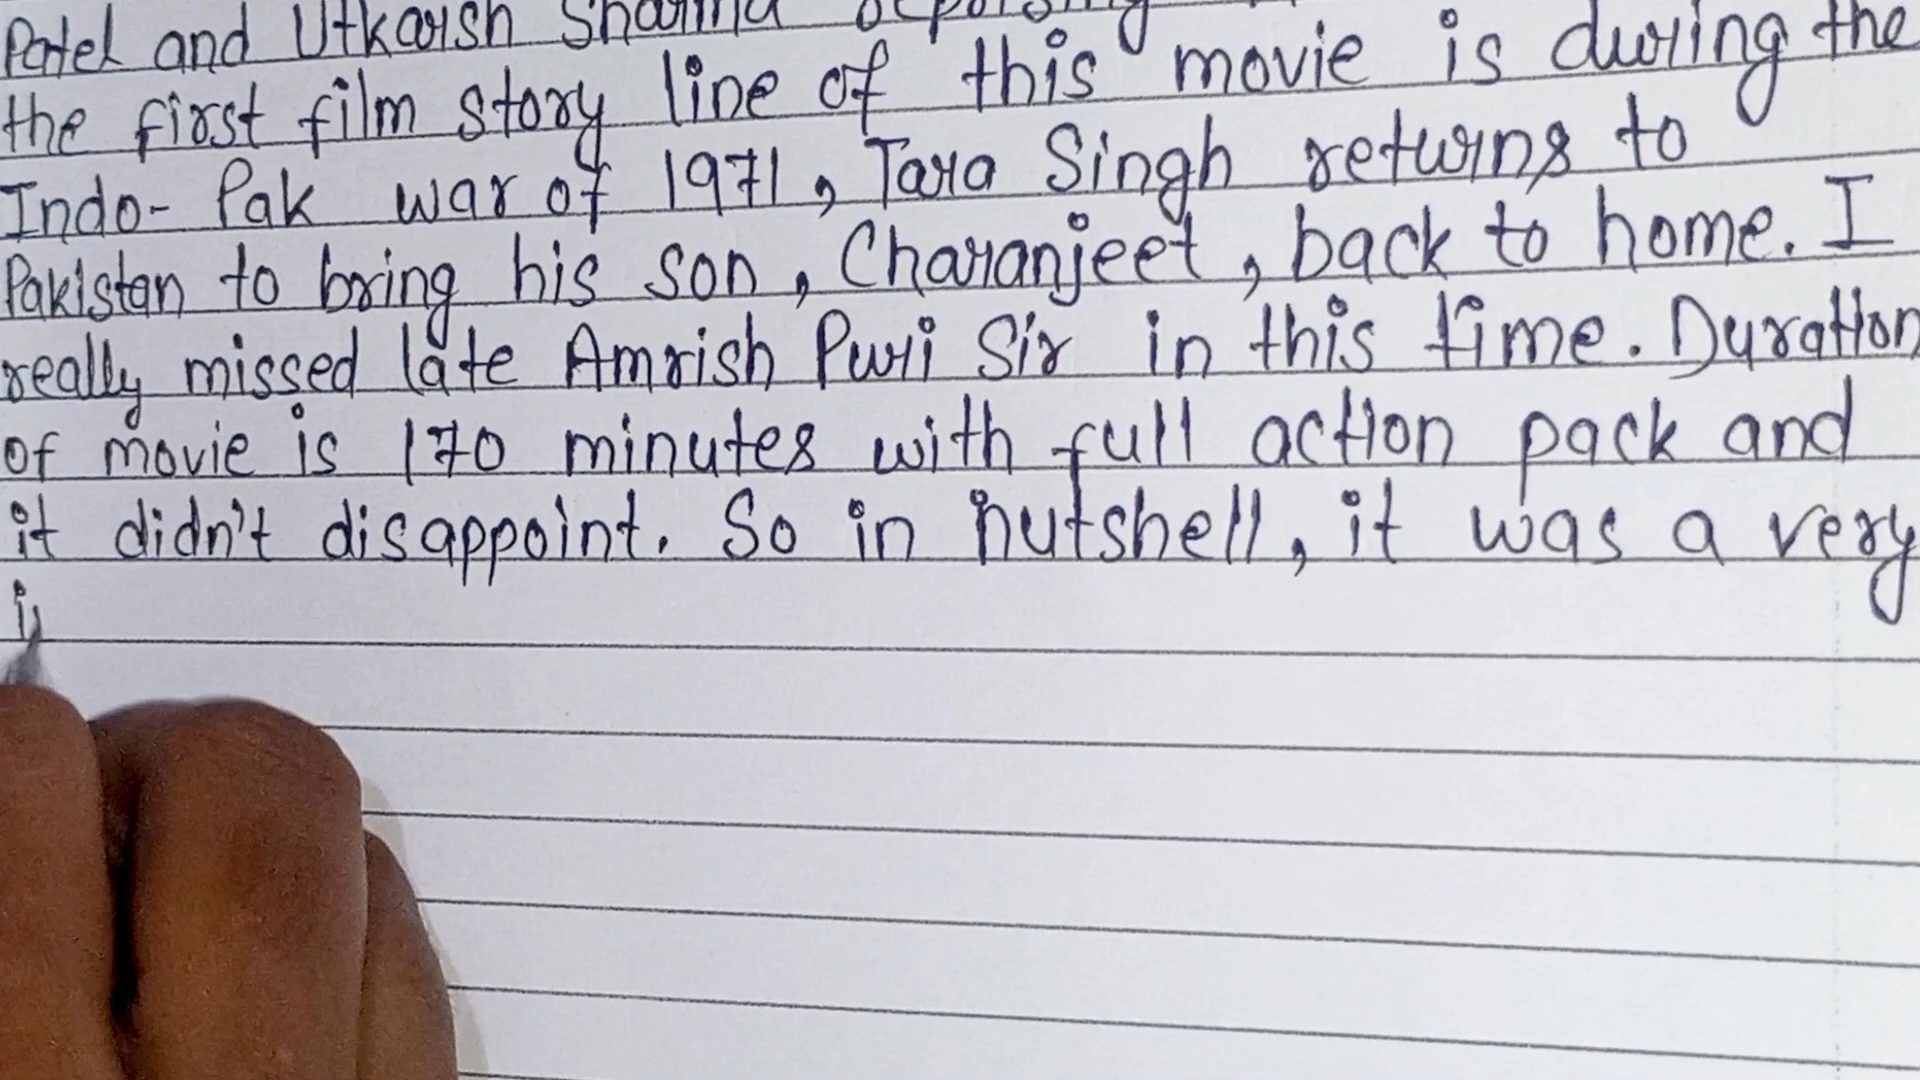 Patel and Utkarsh Sharma
the first film story line of this movie is during the
Indo- Pak war of 1971, Tara Singh returns to
Pakistan to bring his son, Charanjeet, back to home. I
really missed late Amrish Puri Sir in this time. Duration
of movie is 170 minutes with full action pack and
it didn't disappoint. So in nutshell, it was a very